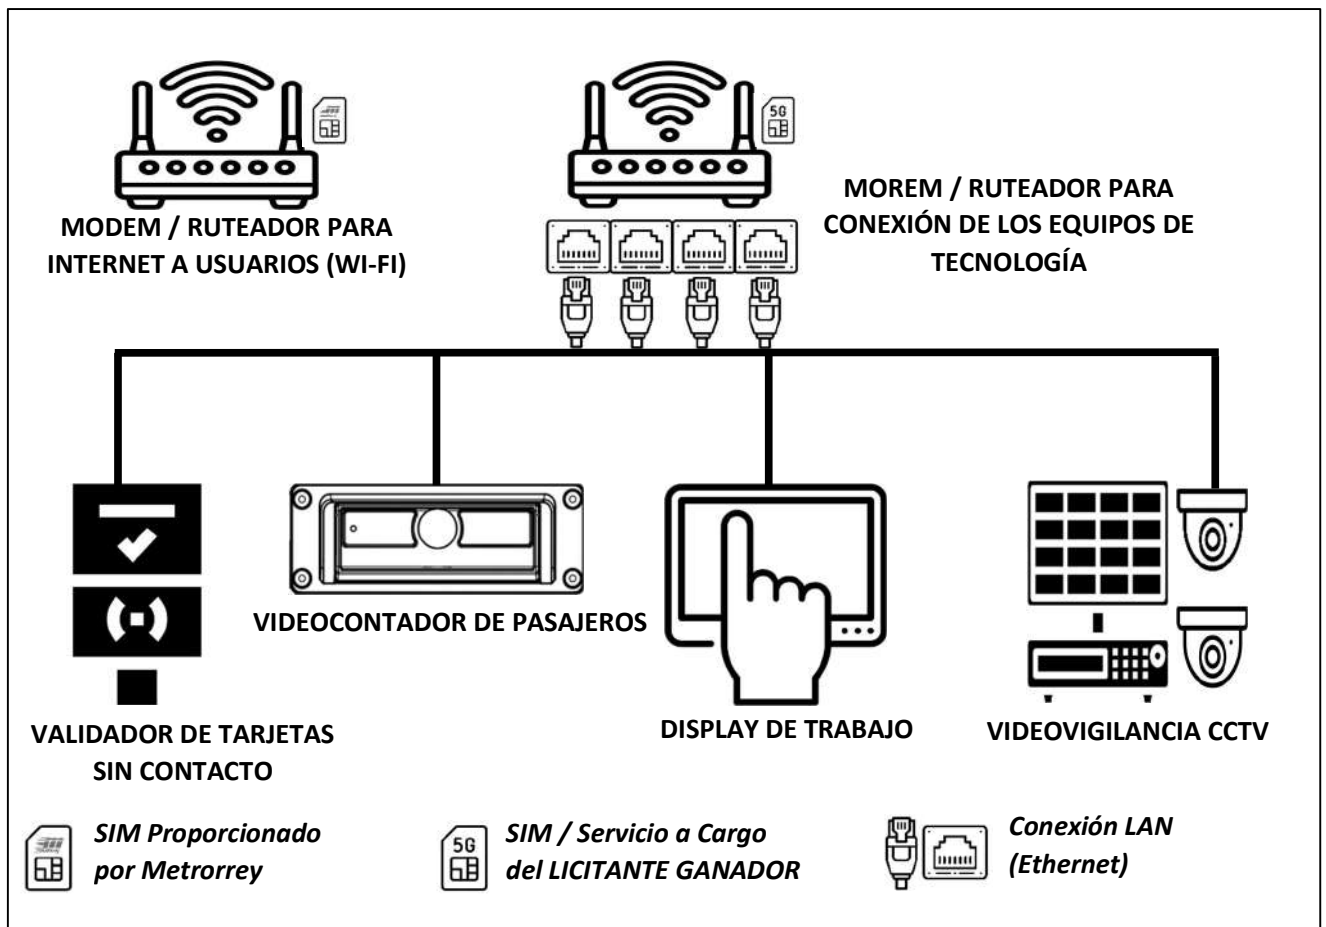 5G
MODEM / RUTEADOR PARA
INTERNET A USUARIOS (WI-FI)
MOREM / RUTEADOR PARA
CONEXIÓN DE LOS EQUIPOS DE
TECNOLOGÍA
VIDEOCONTADOR DE PASAJEROS
VALIDADOR DE TARJETAS
SIN CONTACTO
DISPLAY DE TRABAJO
VIDEOVIGILANCIA CCTV
SIM Proporcionado
por Metrorrey
5G
SIM / Servicio a Cargo
del LICITANTE GANADOR
Conexión LAN
(Ethernet)